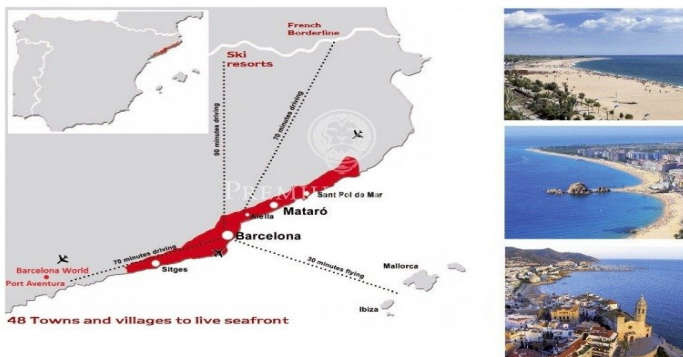 French
Borderline
Ski
resorts
90 minutes driving
70 minutes driving
PREMIU
Sant Pol de Mar
Mataró
Alella
Barcelona
70 minutes driving
30 minutes flying
Sitges
Barcelona World
Port Aventura
Mallorca
Ibiza
48 Towns and villages to live seafront